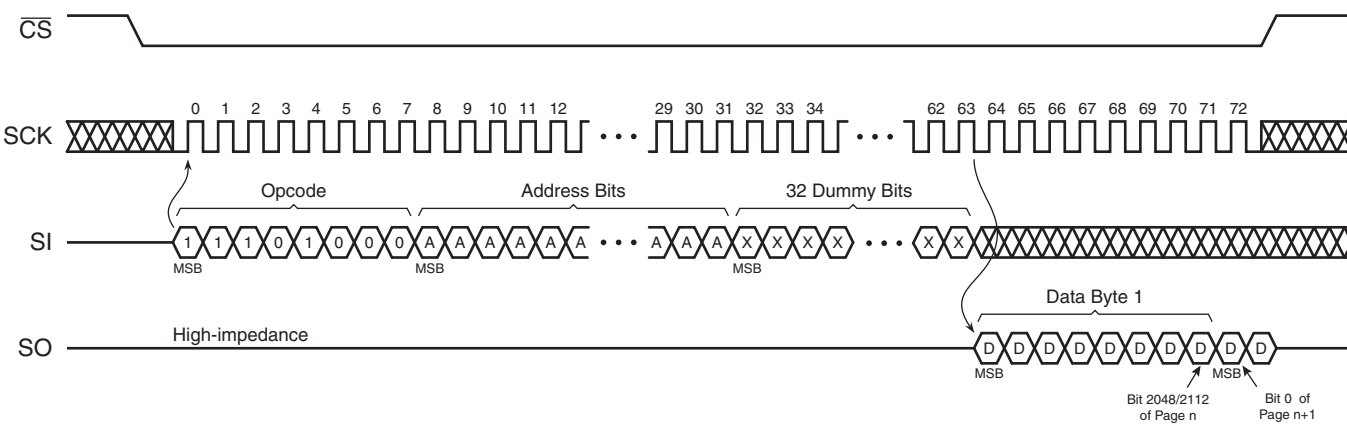 CS
SCK 0 1 2 3 4 5 6 7 8 9 10 11 12 29 30 31 32 33 34 62 63 64 65 66 67 68 69 70 71 72
Opcode Address Bits 32 Dummy Bits
SI 1 1 1 0 1 0 0 0 A A A A A A A A A X X X X X X
MSB MSB MSB
Data Byte 1
High-impedance
SO D D D D D D D D D D
MSB MSB
Bit 2048/2112 Bit 0 of
of Page n Page n+1